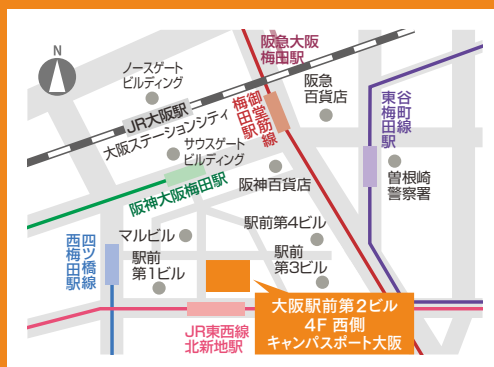 N
阪急大阪
梅田駅
ノースゲート
ビルディング
阪急
百貨店
JR大阪駅
大阪ステーションシティ
御堂筋線
梅田駅
谷町線
東梅田駅
サウスゲート
ビルディング
阪神大阪梅田駅
阪神百貨店
曽根崎
警察署
マルビル
駅前第4ビル
四ツ橋線
西梅田駅
駅前
第1ビル
駅前
第3ビル
大阪駅前第2ビル
4F 西側
キャンパスポート大阪
JR東西線
北新地駅